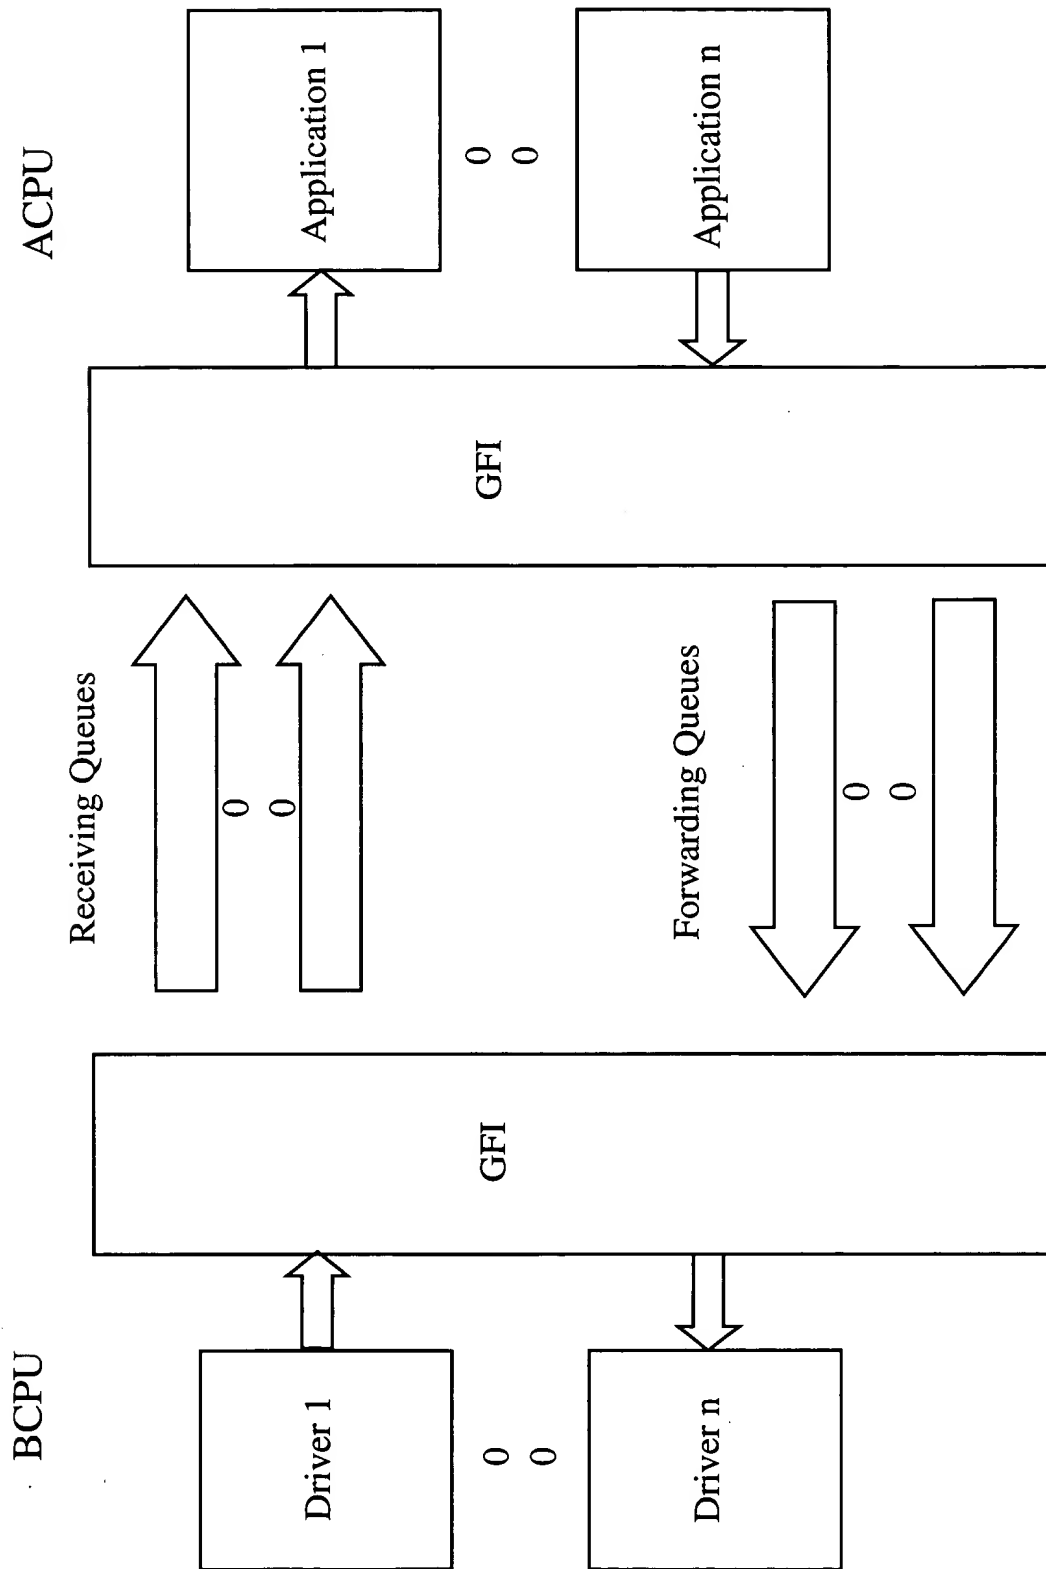 BCPU
ACPU
Receiving Queues
Driver 1
GFI
0
0
GFI
Application 1
0
0
0
0
Forwarding Queues
Driver n
0
0
Application n